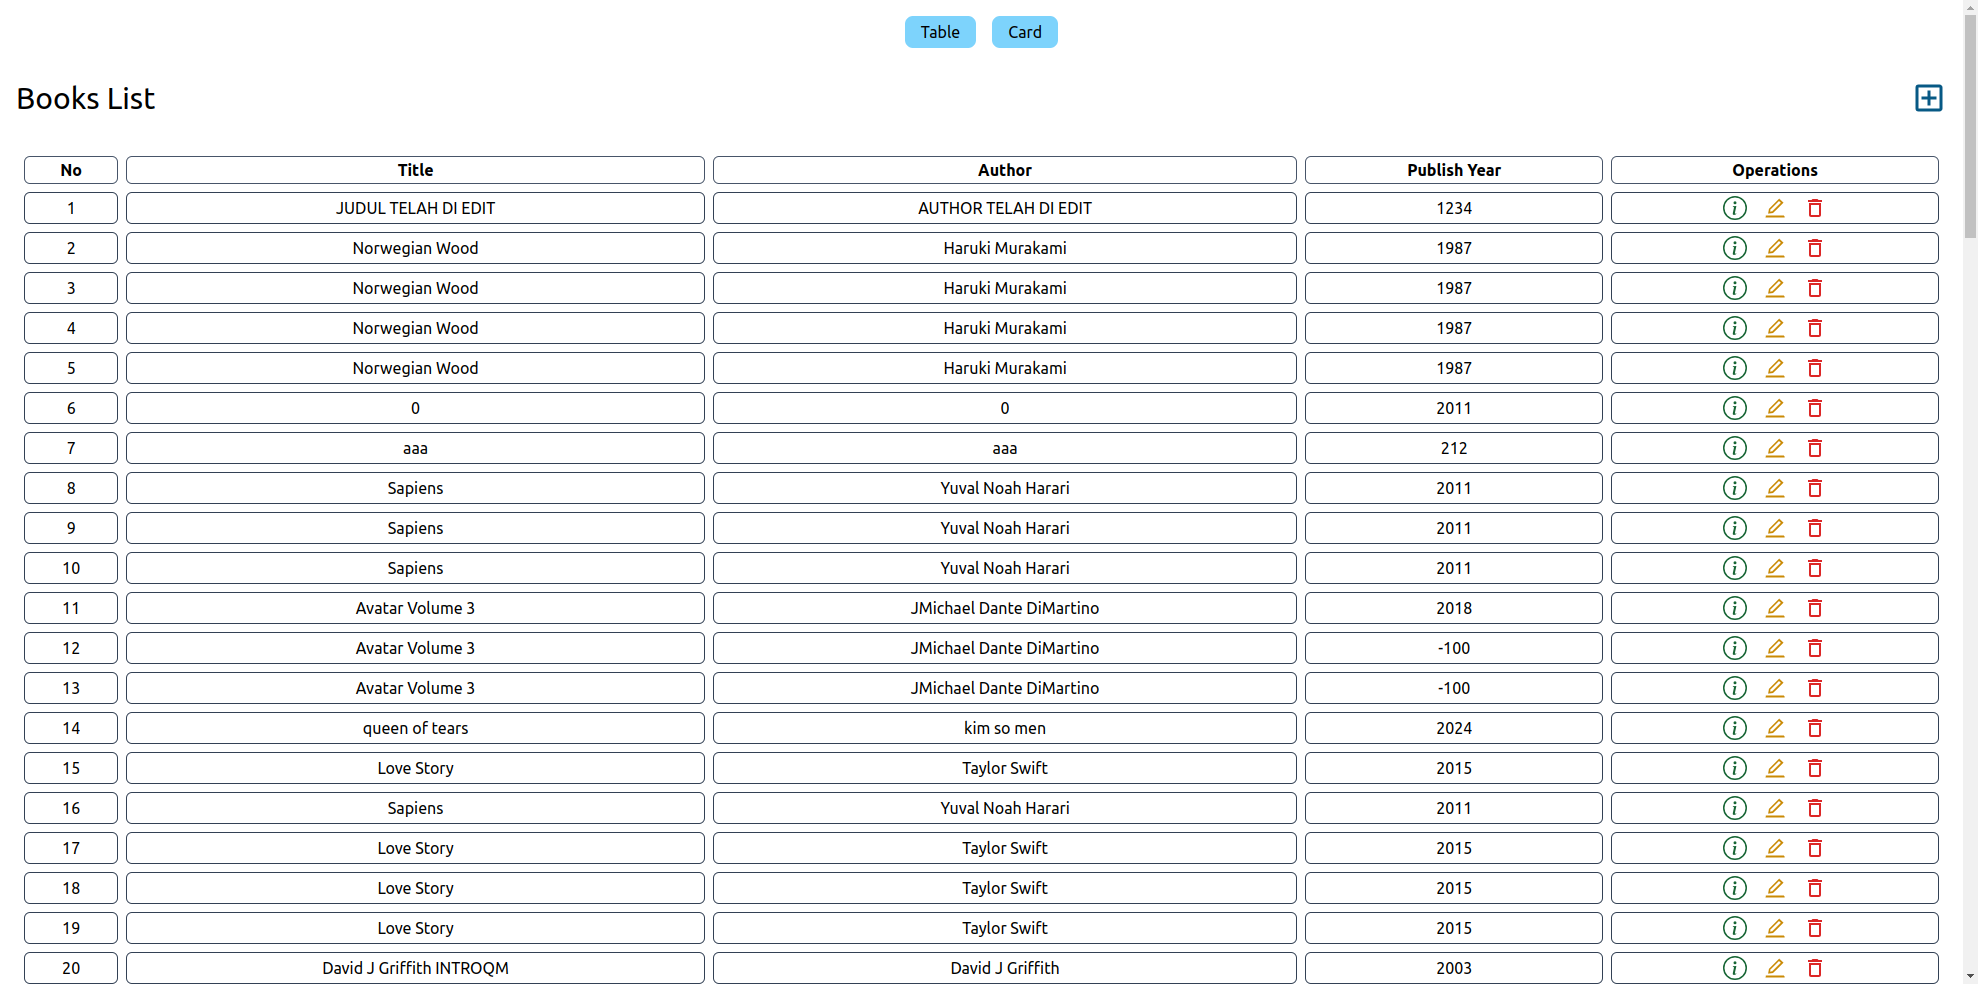 Table Card
Books List
No Title Author Publish Year Operations
1 JUDUL TELAH DI EDIT AUTHOR TELAH DI EDIT 1234
2 Norwegian Wood Haruki Murakami 1987
3 Norwegian Wood Haruki Murakami 1987
4 Norwegian Wood Haruki Murakami 1987
5 Norwegian Wood Haruki Murakami 1987
6 0 0 2011
7 aaa aaa 212
8 Sapiens Yuval Noah Harari 2011
9 Sapiens Yuval Noah Harari 2011
10 Sapiens Yuval Noah Harari 2011
11 Avatar Volume 3 JMichael Dante DiMartino 2018
12 Avatar Volume 3 JMichael Dante DiMartino -100
13 Avatar Volume 3 JMichael Dante DiMartino -100
14 queen of tears kim so men 2024
15 Love Story Taylor Swift 2015
16 Sapiens Yuval Noah Harari 2011
17 Love Story Taylor Swift 2015
18 Love Story Taylor Swift 2015
19 Love Story Taylor Swift 2015
20 David J Griffith INTROQM David J Griffith 2003